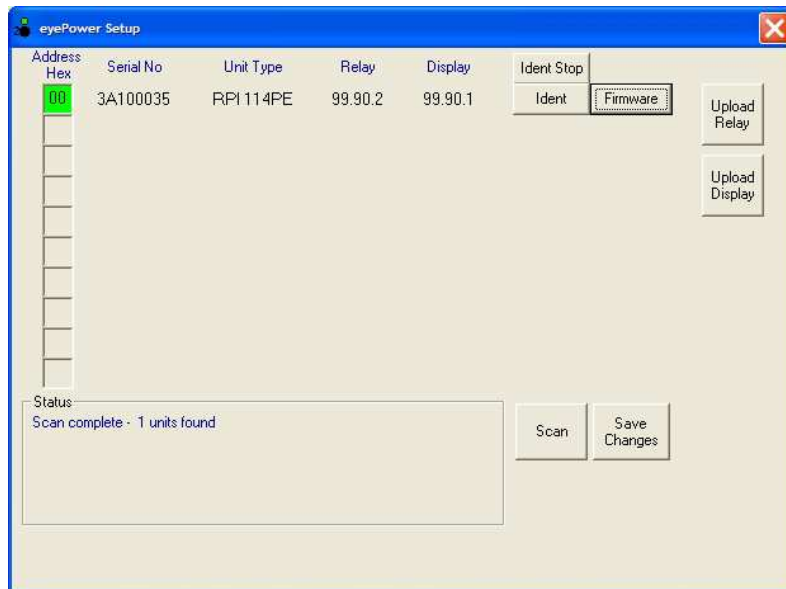 eyePower Setup
Address
Hex
Serial No
Unit Type
Relay
Display
Ident Stop
00
3A100035
RPI 114PE
99.90.2
99.90.1
Ident
Firmware
Upload
Relay
Upload
Display
Status
Scan complete - 1 units found
Scan
Save
Changes